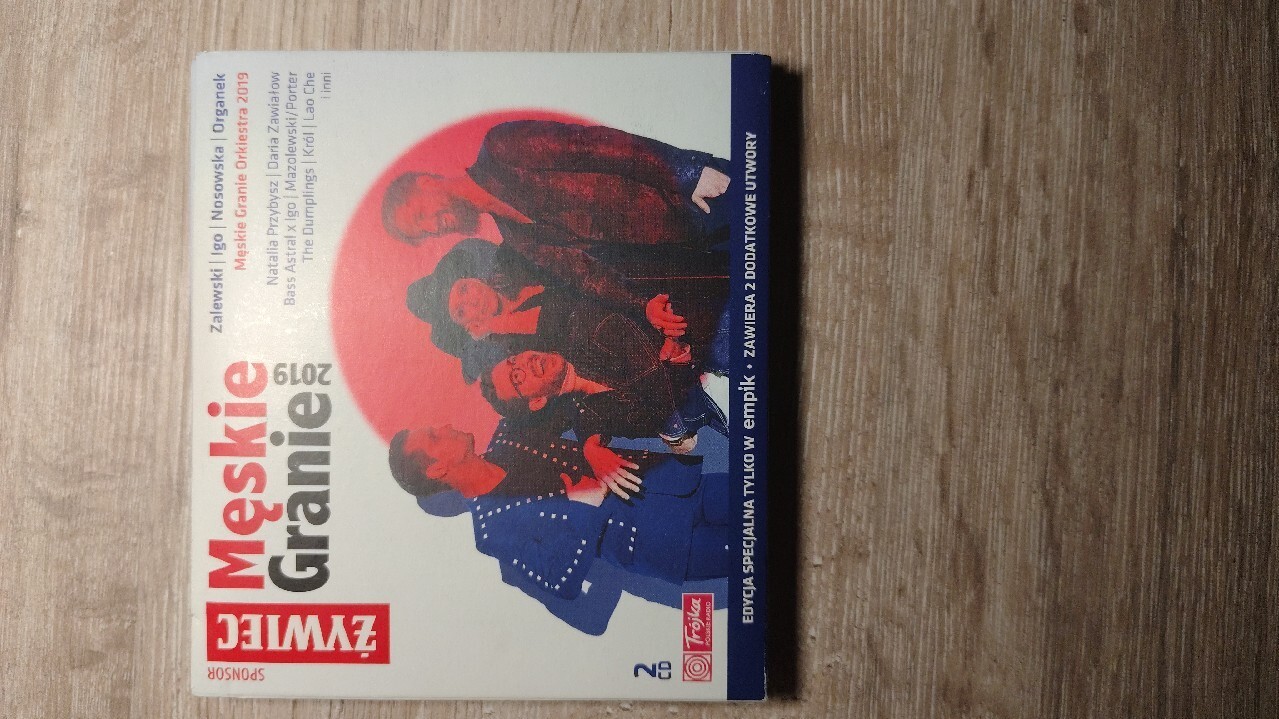 SPONSOR
ŻYWIEC
Męskie
Granie 2019
Zalewski | Igo | Nosowska | Organek
Męskie Granie Orkiestra 2019
Natalia Przybysz | Daria Zawiałow
Bass Astral x Igo | Mazolewski/Porter
The Dumplings | Król | Lao Che
i inni
2CD
Trójka
POLSKIE RADIO
EDYCJA SPECJALNA TYLKO W empik • ZAWIERA 2 DODATKOWE UTWORY